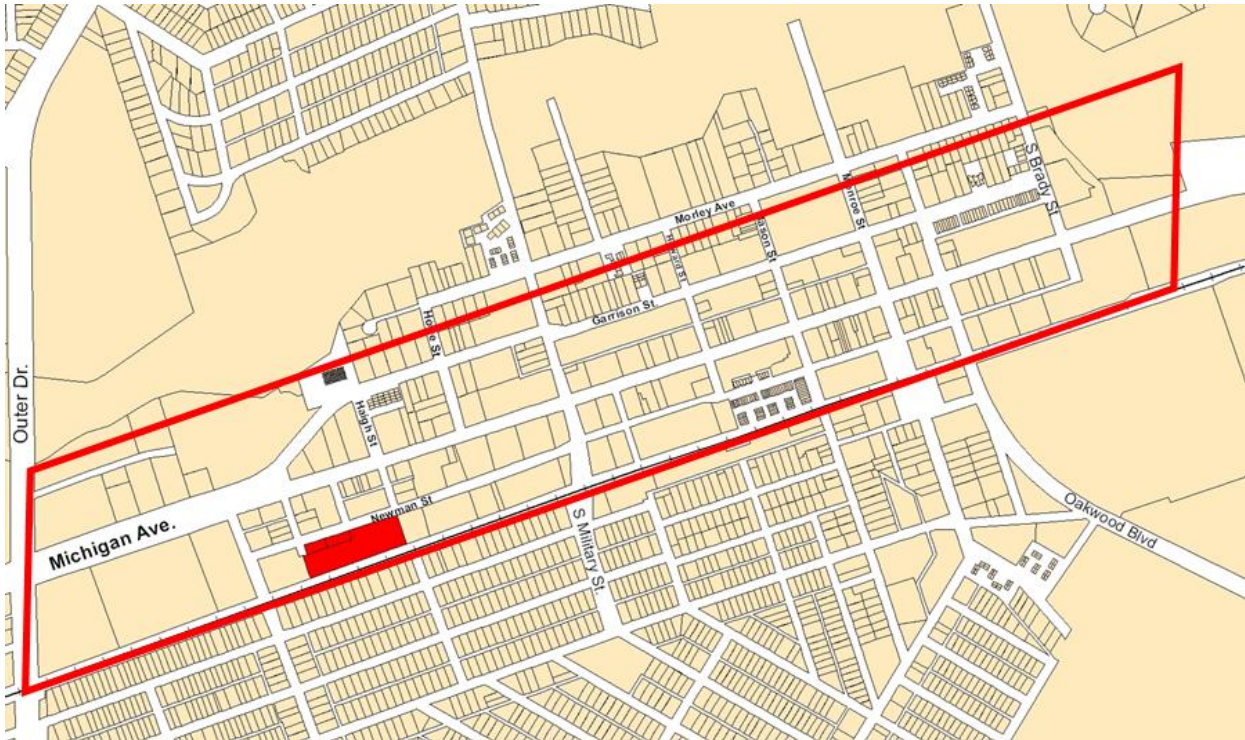 S Brady St
Monroe St
Morley Ave
Garrison St.
Outer Dr.
Haigh St
Michigan Ave.
Newman St
S Military St.
Oakwood Blvd